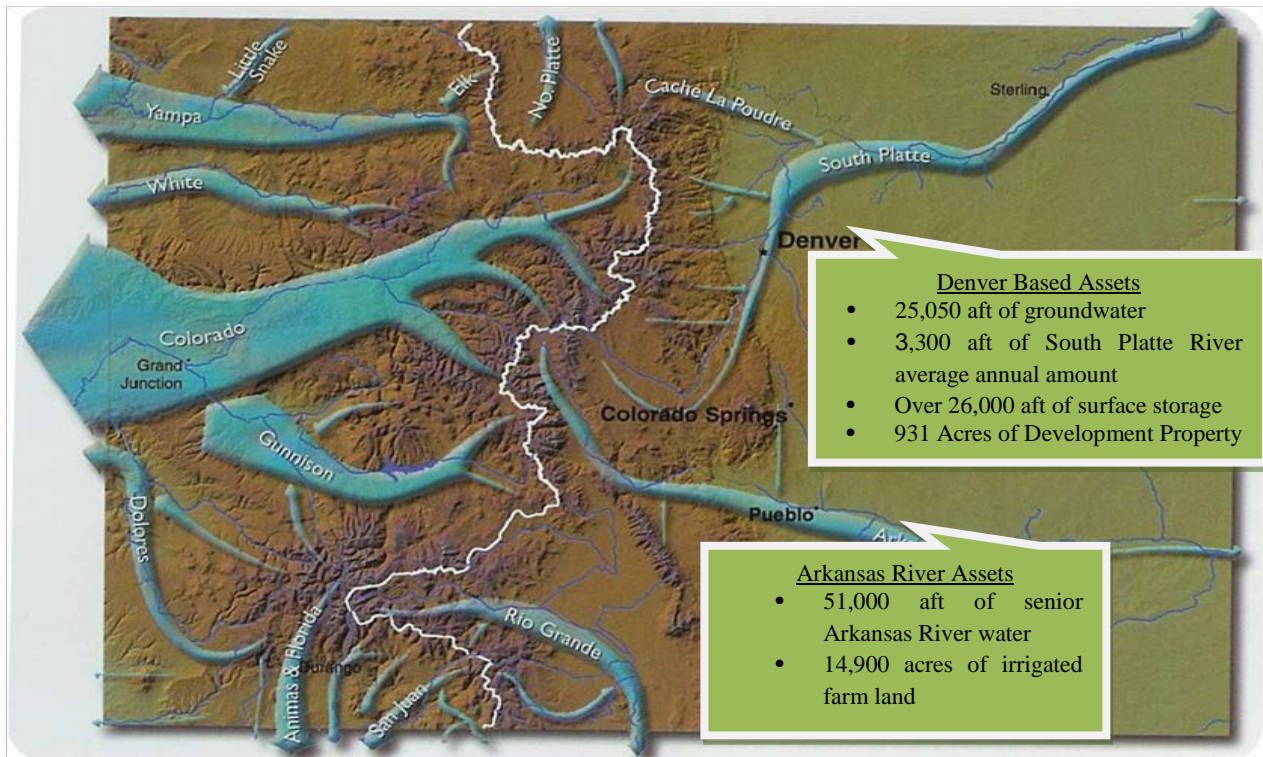 Little
Snake
Elk
No. Platte
Yampa
Cache La Poudre
Sterling
South Platte
White
Denver
Colorado
Grand
Junction
Colorado Springs
Gunnison
Dolores
Pueblo
Rio Grande
Animas & Florida
Durango
San Juan
Denver Based Assets
• 25,050 aft of groundwater
• 3,300 aft of South Platte River
average annual amount
• Over 26,000 aft of surface storage
• 931 Acres of Development Property
Arkansas River Assets
• 51,000 aft of senior
Arkansas River water
• 14,900 acres of irrigated
farm land